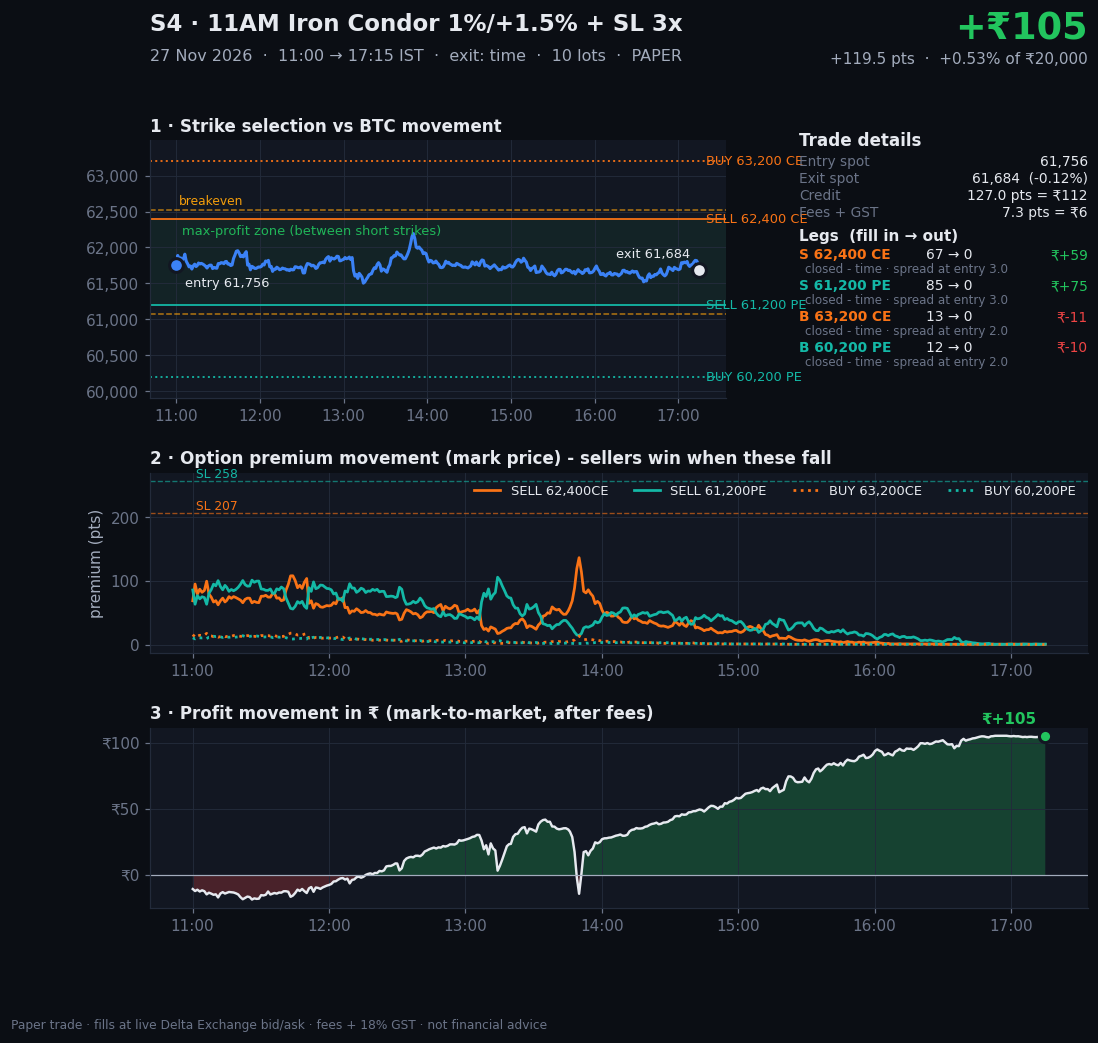 S4 · 11AM Iron Condor 1%/+1.5% + SL 3x
+₹105
27 Nov 2026 · 11:00 → 17:15 IST · exit: time · 10 lots · PAPER
+119.5 pts · +0.53% of ₹20,000
1 · Strike selection vs BTC movement
63,000
62,500
62,000
61,500
61,000
60,500
60,000
BUY 63,200 CE
breakeven
SELL 62,400 CE
max-profit zone (between short strikes)
exit 61,684
entry 61,756
SELL 61,200 PE
BUY 60,200 PE
11:00 12:00 13:00 14:00 15:00 16:00 17:00
Trade details
Entry spot 61,756
Exit spot 61,684 (-0.12%)
Credit 127.0 pts = ₹112
Fees + GST 7.3 pts = ₹6
Legs (fill in → out)
S 62,400 CE 67 → 0 ₹+59
closed - time · spread at entry 3.0
S 61,200 PE 85 → 0 ₹+75
closed - time · spread at entry 3.0
B 63,200 CE 13 → 0 ₹-11
closed - time · spread at entry 2.0
B 60,200 PE 12 → 0 ₹-10
closed - time · spread at entry 2.0
2 · Option premium movement (mark price) - sellers win when these fall
SL 258
SELL 62,400CE SELL 61,200PE BUY 63,200CE BUY 60,200PE
SL 207
premium (pts)
200
100
0
11:00 12:00 13:00 14:00 15:00 16:00 17:00
3 · Profit movement in ₹ (mark-to-market, after fees)
₹+105
₹100
₹50
₹0
11:00 12:00 13:00 14:00 15:00 16:00 17:00
Paper trade · fills at live Delta Exchange bid/ask · fees + 18% GST · not financial advice